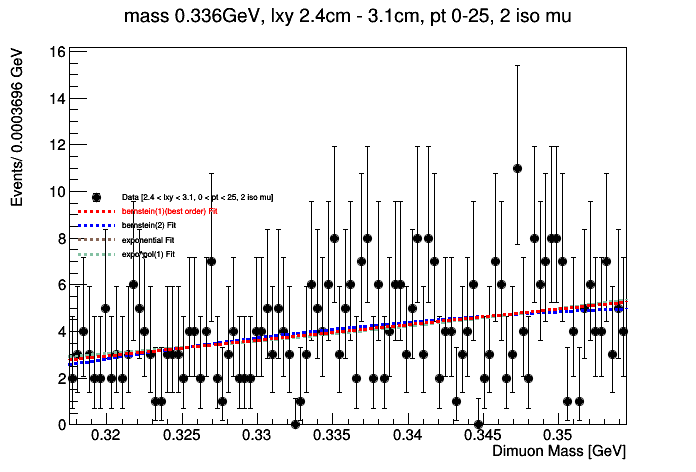 mass 0.336GeV, lxy 2.4cm - 3.1cm, pt 0-25, 2 iso mu
Events/ 0.0003696 GeV
16
14
12
10
8
6
4
2
0
Data [2.4 < lxy < 3.1, 0 < pt < 25, 2 iso mu]
bernstein(1)(best order) Fit
bernstein(2) Fit
exponential Fit
expo*pol(1) Fit
0.32 0.325 0.33 0.335 0.34 0.345 0.35
Dimuon Mass [GeV]